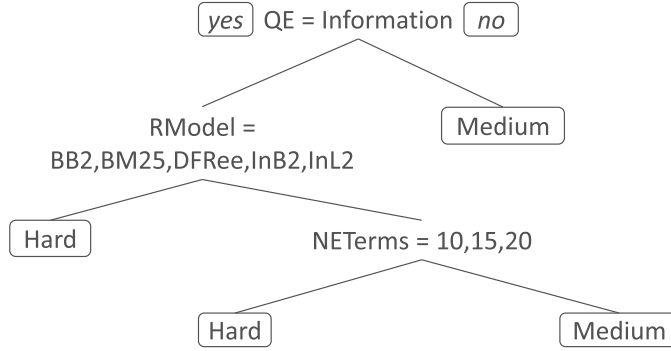 yes QE = Information no
RModel =
BB2,BM25,DFRee,InB2,InL2
Medium
Hard
NETerms = 10,15,20
Hard
Medium